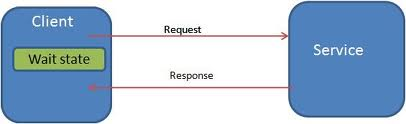 Client
Request
Service
Wait state
Response